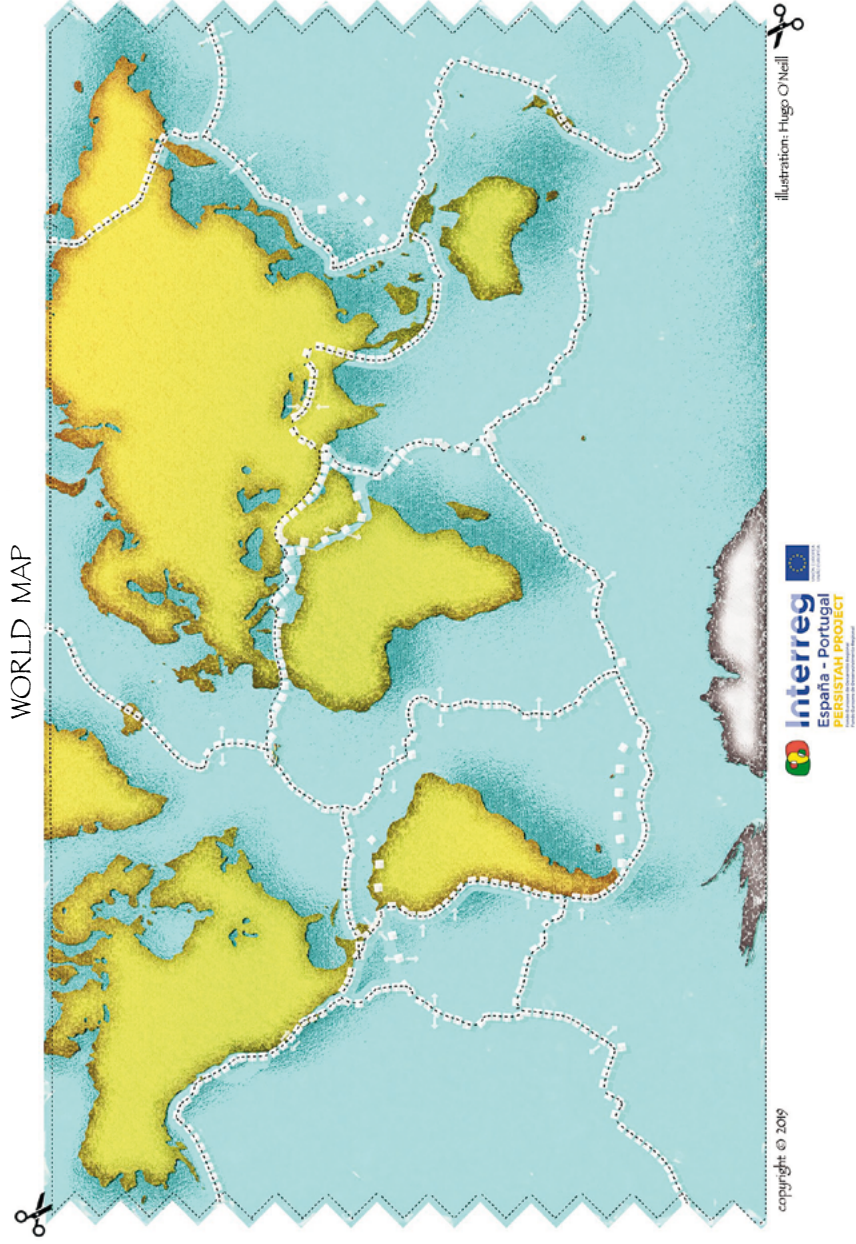 WORLD MAP
illustration: Hugo O'Neill
copyright © 2019
Interreg
España - Portugal
PERSISTAH PROJECT